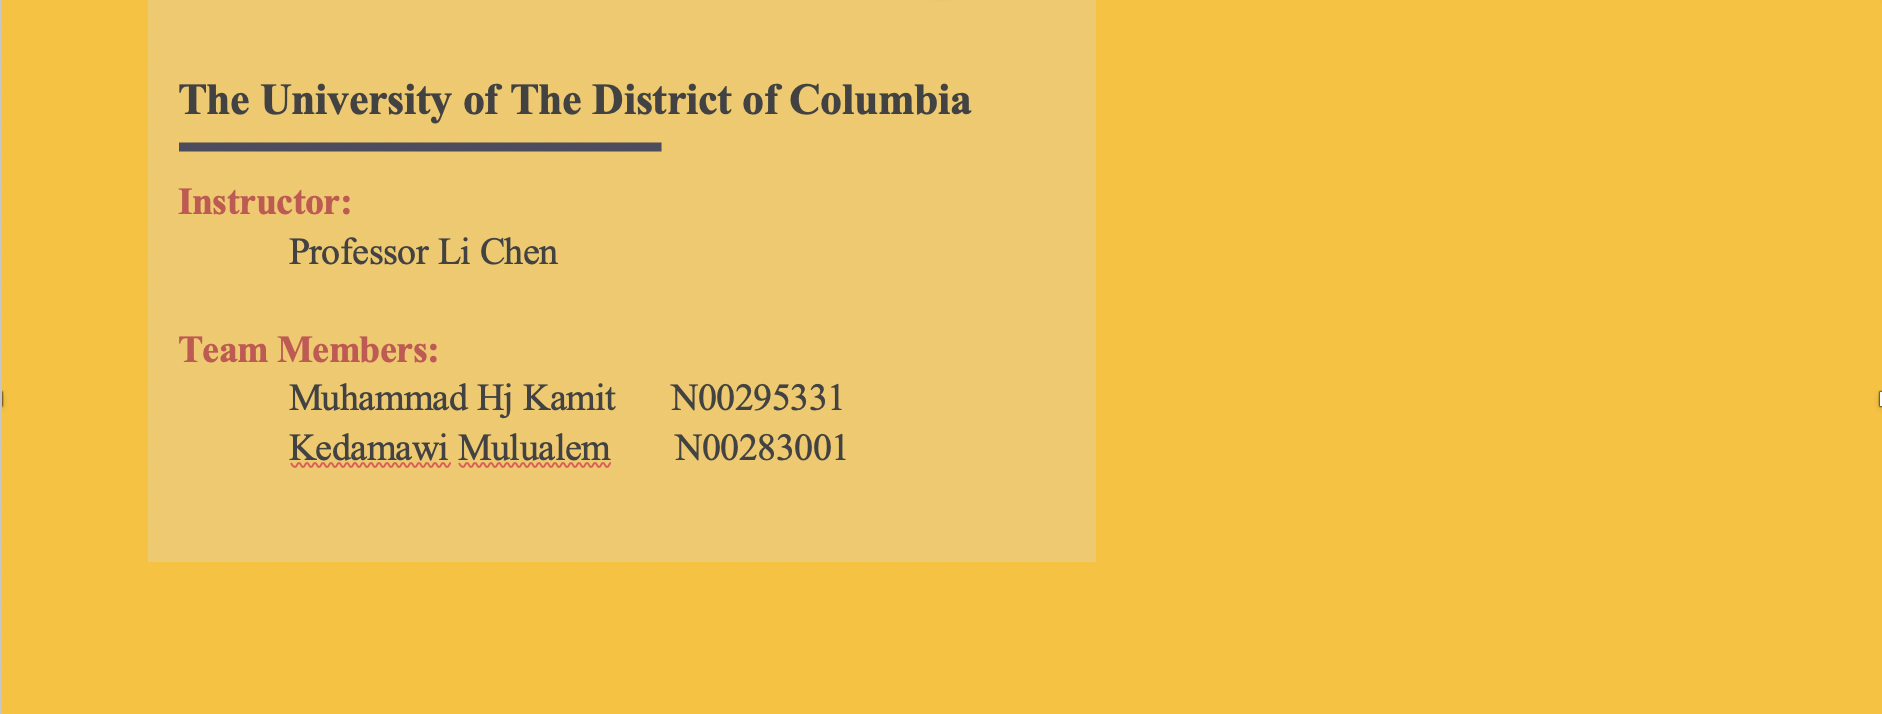 The University of The District of Columbia
Instructor:
Professor Li Chen
Team Members:
Muhammad Hj Kamit N00295331
Kedamawi Mulualem N00283001